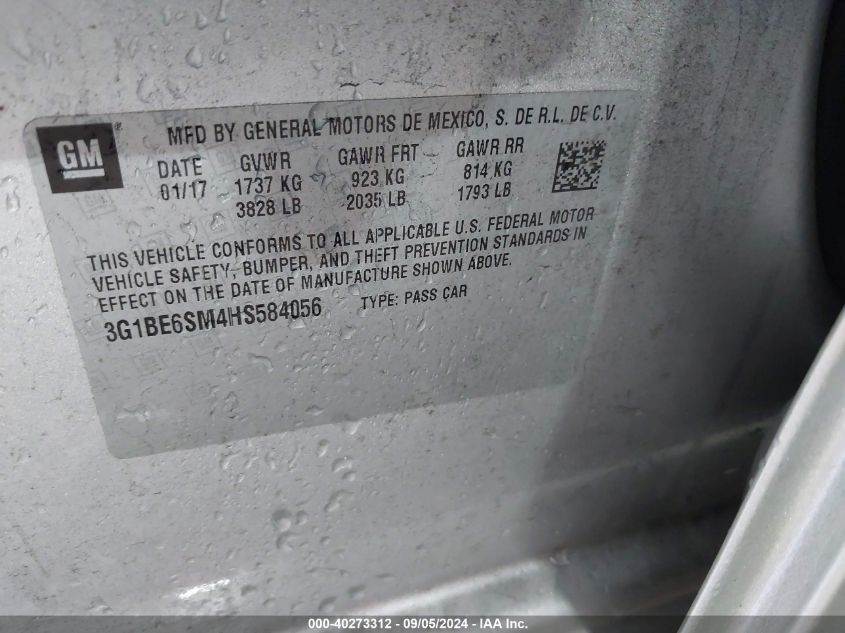 GM
MFD BY GENERAL MOTORS DE MEXICO, S. DE R.L. DE C.V.
DATE GVWR GAWR FRT GAWR RR
01/17 1737 KG 923 KG 814 KG
3828 LB 2035 LB 1793 LB
THIS VEHICLE CONFORMS TO ALL APPLICABLE U.S. FEDERAL MOTOR
VEHICLE SAFETY, BUMPER, AND THEFT PREVENTION STANDARDS IN
EFFECT ON THE DATE OF MANUFACTURE SHOWN ABOVE.
3G1BE6SM4HS584056 TYPE: PASS CAR
000-40273312 - 09/05/2024 - IAA Inc.